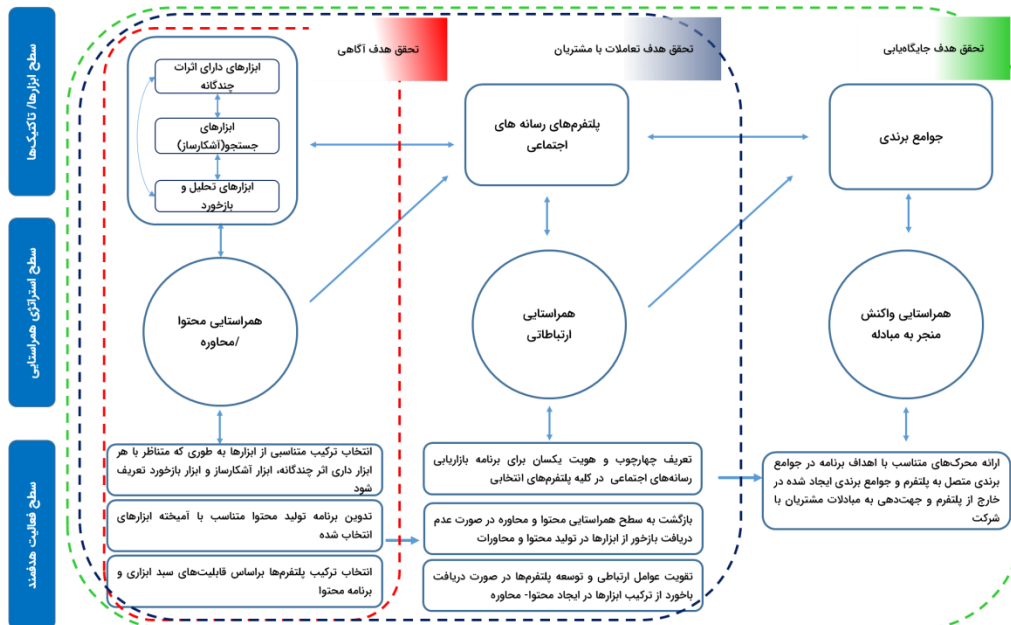 تحقق هدف جایگاه‌یابی
تحقق هدف تعاملات با مشتریان
تحقق هدف آگاهی
سطح ابزارها/ تاکتیک‌ها
ابزارهای دارای اثرات
چندگانه
ابزارهای
جستجو(آشکارساز)
ابزارهای تحلیل و
بازخورد
پلتفرم‌های رسانه های
اجتماعی
جوامع برندی
سطح استراتژی همراستایی
همراستایی محتوا
/محاوره
همراستایی
ارتباطاتی
همراستایی واکنش
منجر به مبادله
سطح فعالیت هدفمند
انتخاب ترکیب متناسبی از ابزارها به طوری که متناظر با هر
ابزار داری اثر چندگانه، ابزار آشکارساز و ابزار بازخورد تعریف
شود
تدوین برنامه تولید محتوا متناسب با آمیخته ابزارهای
انتخاب شده
انتخاب ترکیب پلتفرم‌ها براساس قابلیت‌های سبد ابزاری و
برنامه محتوا
تعریف چهارچوب و هویت یکسان برای برنامه بازاریابی
رسانه‌های اجتماعی در کلیه پلتفرم‌های انتخابی
بازگشت به سطح همراستایی محتوا و محاوره در صورت عدم
دریافت بازخور از ابزارها در تولید محتوا و محاورات
تقویت عوامل ارتباطی و توسعه پلتفرم‌ها در صورت دریافت
باخورد از ترکیب ابزارها در ایجاد محتوا- محاوره
ارائه محرک‌های متناسب با اهداف برنامه در جوامع
برندی متصل به پلتفرم و جوامع برندی ایجاد شده در
خارج از پلتفرم و جهت‌دهی به مبادلات مشتریان با
شرکت